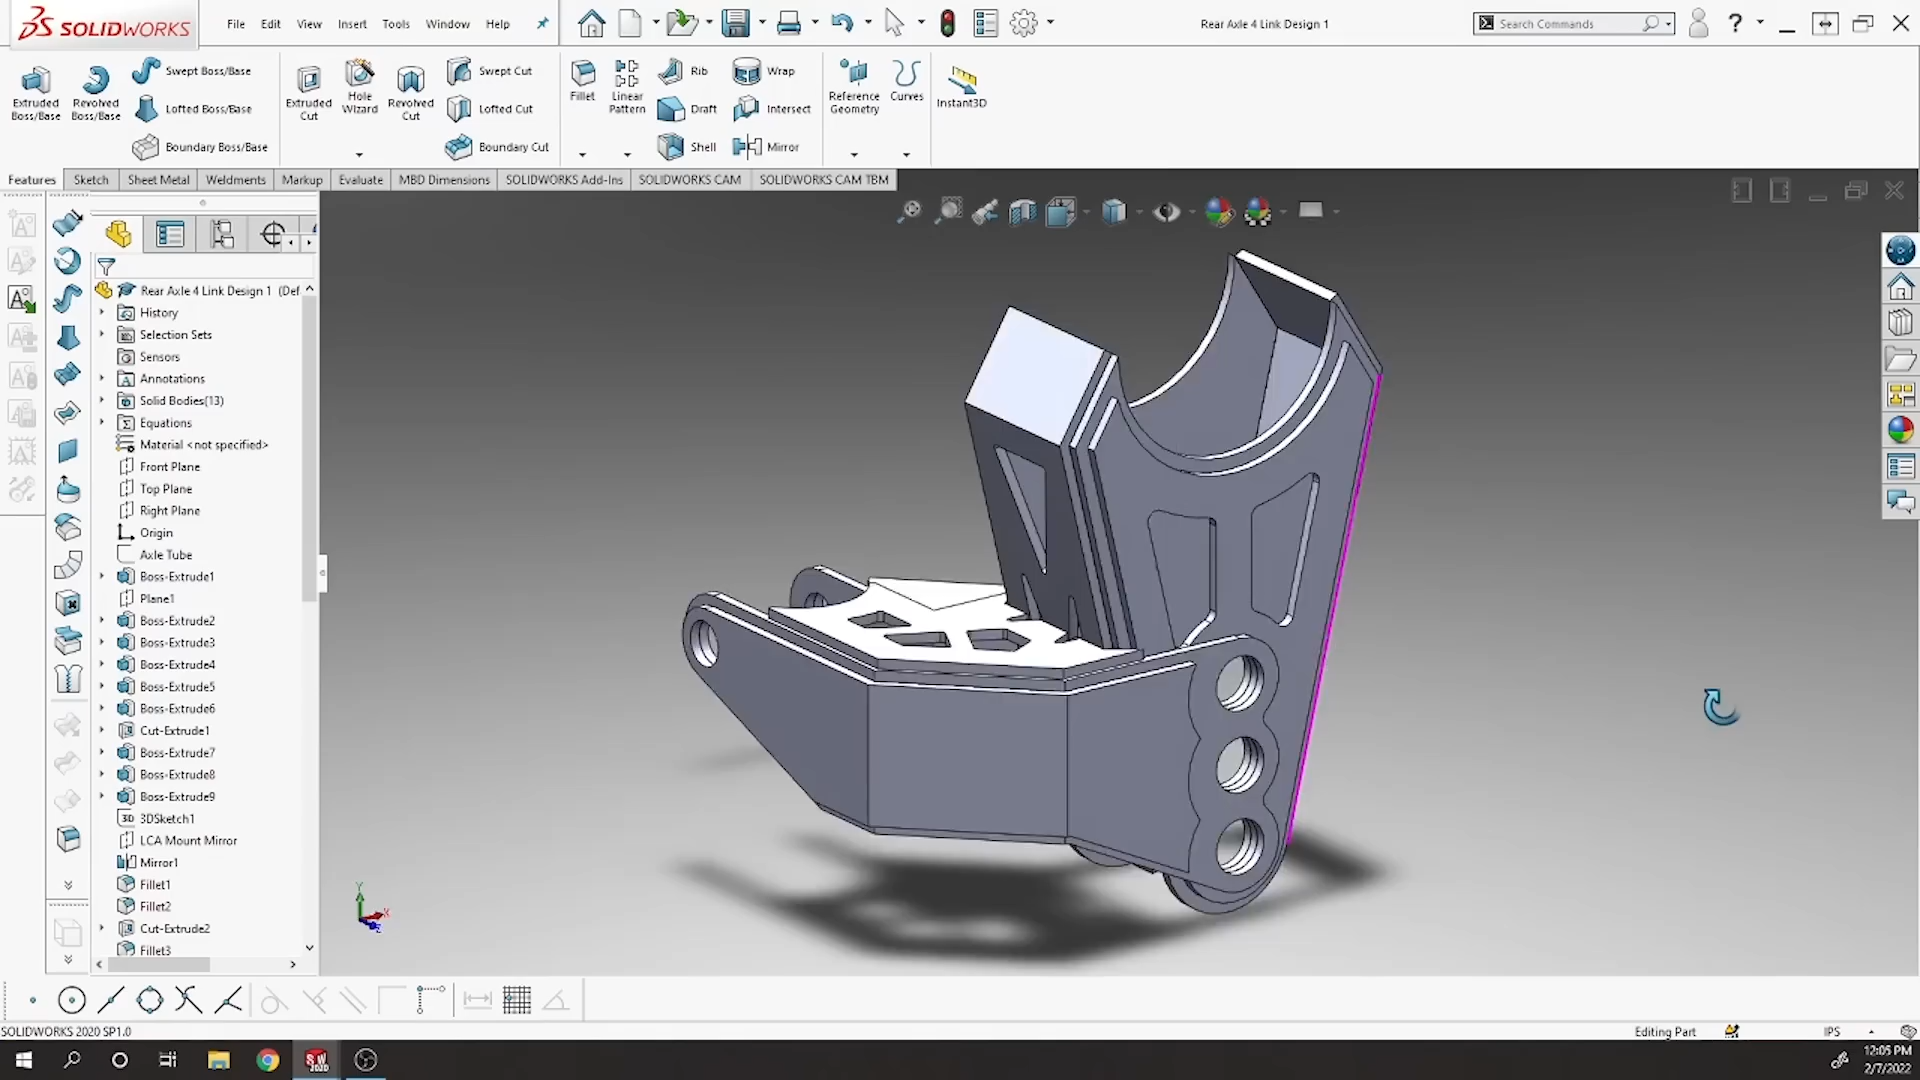 SOLIDWORKS
File Edit View Insert Tools Window Help
Rear Axle 4 Link Design 1
Search Commands
?
Extruded Boss/Base
Revolved Boss/Base
Swept Boss/Base
Lofted Boss/Base
Boundary Boss/Base
Extruded Cut
Hole Wizard
Revolved Cut
Swept Cut
Lofted Cut
Boundary Cut
Fillet
Linear Pattern
Rib
Draft
Shell
Wrap
Intersect
Mirror
Reference Geometry
Curves
Instant3D
Features Sketch Sheet Metal Weldments Markup Evaluate MBD Dimensions SOLIDWORKS Add-Ins SOLIDWORKS CAM SOLIDWORKS CAM TBM
Rear Axle 4 Link Design 1 (Def
History
Selection Sets
Sensors
Annotations
Solid Bodies(13)
Equations
Material <not specified>
Front Plane
Top Plane
Right Plane
Origin
Axle Tube
Boss-Extrude1
Plane1
Boss-Extrude2
Boss-Extrude3
Boss-Extrude4
Boss-Extrude5
Boss-Extrude6
Cut-Extrude1
Boss-Extrude7
Boss-Extrude8
Boss-Extrude9
3D 3DSketch1
LCA Mount Mirror
Mirror1
Fillet1
Fillet2
Cut-Extrude2
Fillet3
Y
X
Z
SOLIDWORKS 2020 SP1.0
Editing Part
IPS
SW 2020
12:05 PM
2/7/2022